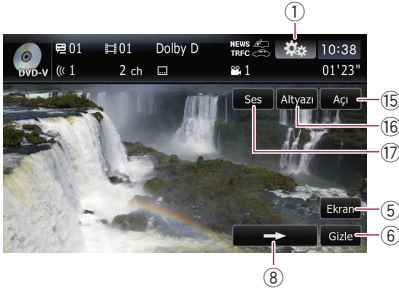 ①
01 01 Dolby D NEWS TRFC 10:38
DVD-V 1 2 ch 1 01'23"
Ses Altyazı Açı ⑮
⑯
⑰
Ekran ⑤
Gizle ⑥
⑧